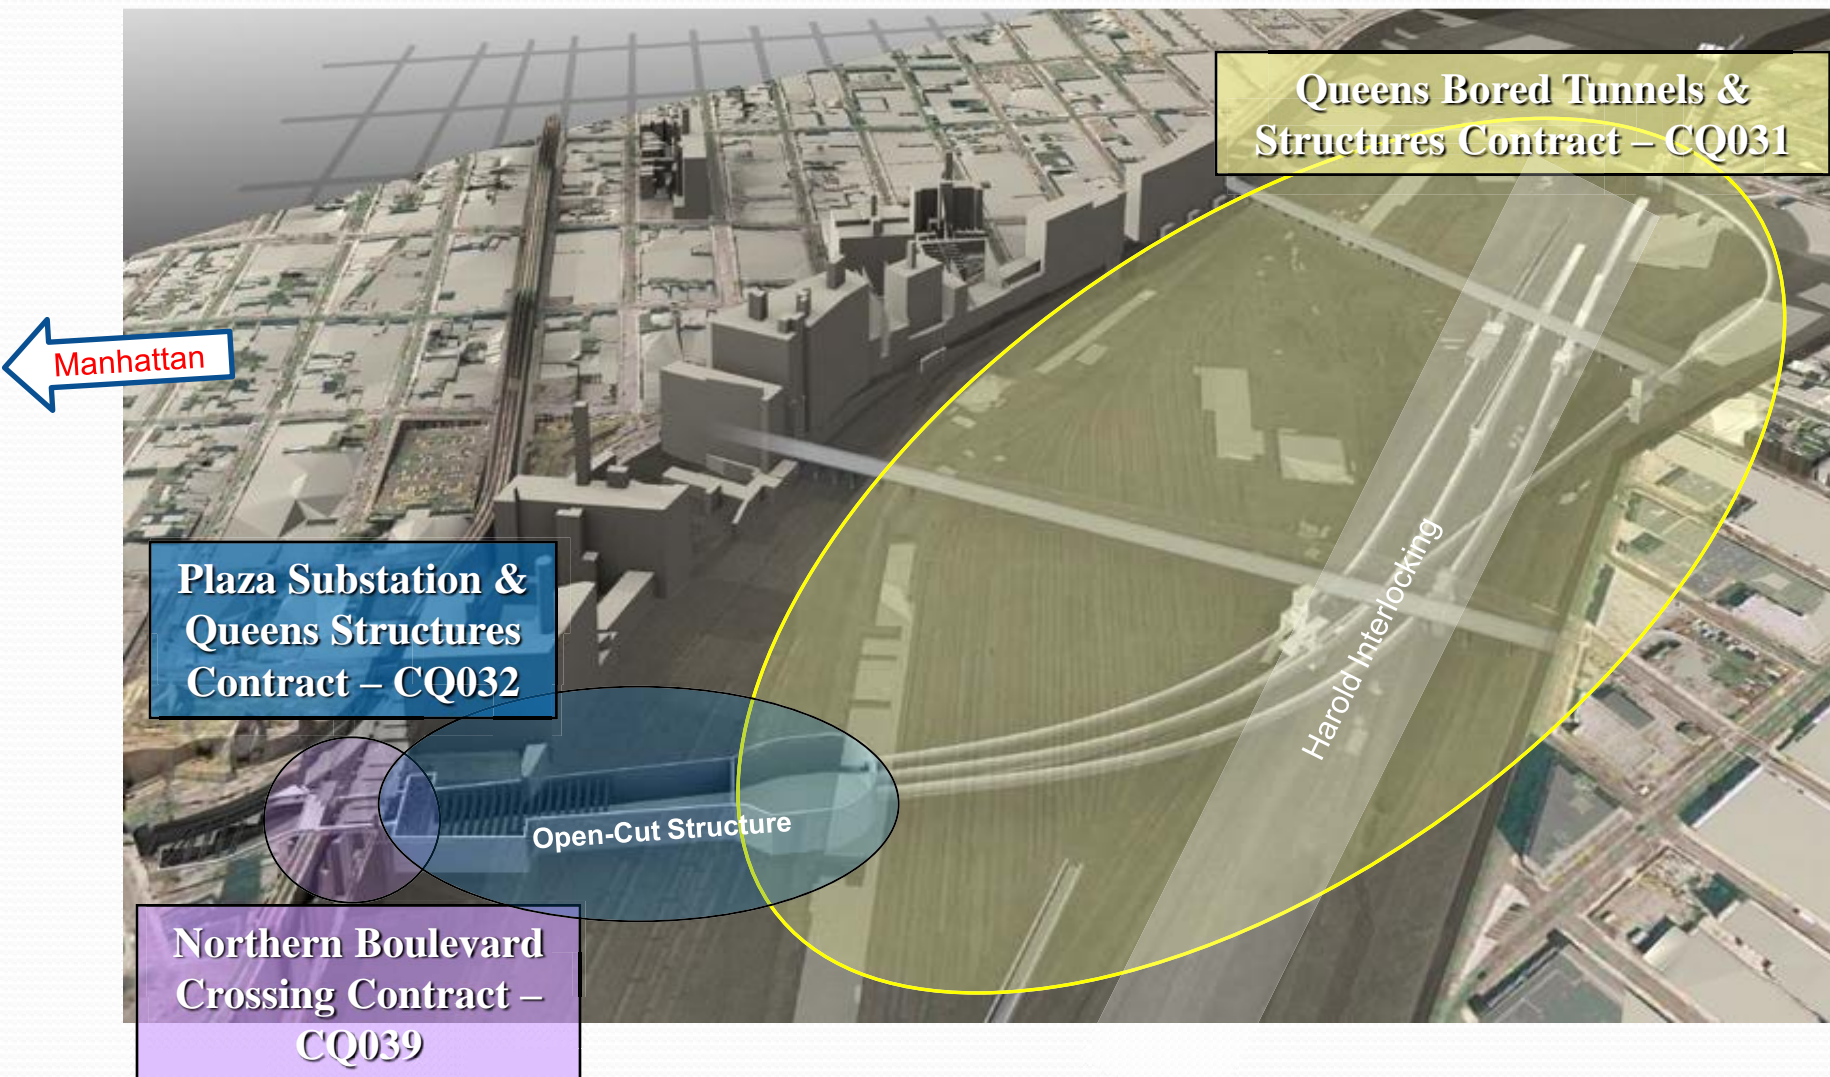 Queens Bored Tunnels &
Structures Contract – CQ031
Manhattan
Plaza Substation &
Queens Structures
Contract – CQ032
Harold Interlocking
Open-Cut Structure
Northern Boulevard
Crossing Contract –
CQ039